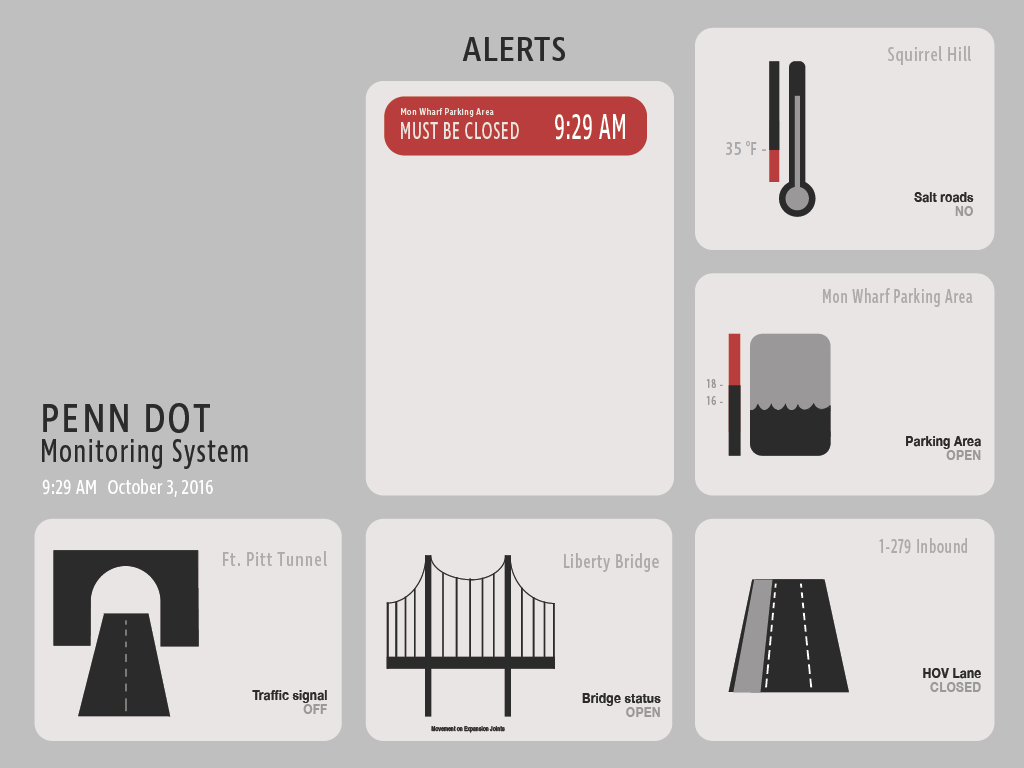 ALERTS
Mon Wharf Parking Area
MUST BE CLOSED
9:29 AM
Squirrel Hill
35 °F -
Salt roads
NO
Mon Wharf Parking Area
18 -
16 -
Parking Area
OPEN
PENN DOT
Monitoring System
9:29 AM October 3, 2016
Ft. Pitt Tunnel
Traffic signal
OFF
Liberty Bridge
Bridge status
OPEN
Movement on Expansion Joints
1-279 Inbound
HOV Lane
CLOSED